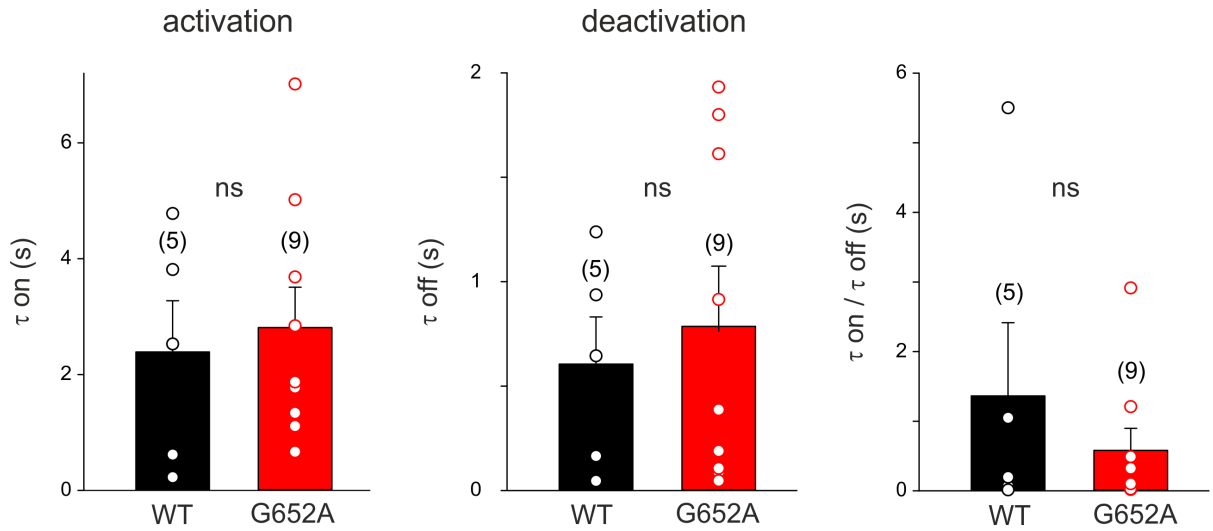 activation
τ on (s)
6
4
2
0
ns
(5)
(9)
WT
G652A
deactivation
τ off (s)
2
1
0
ns
(5)
(9)
WT
G652A
τ on / τ off (s)
6
4
2
0
ns
(5)
(9)
WT
G652A